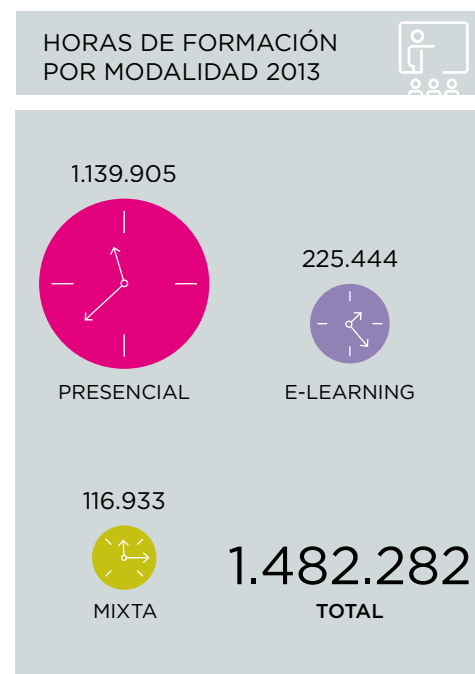 HORAS DE FORMACIÓN
POR MODALIDAD 2013
1.139.905
PRESENCIAL
225.444
E-LEARNING
116.933
MIXTA
1.482.282
TOTAL